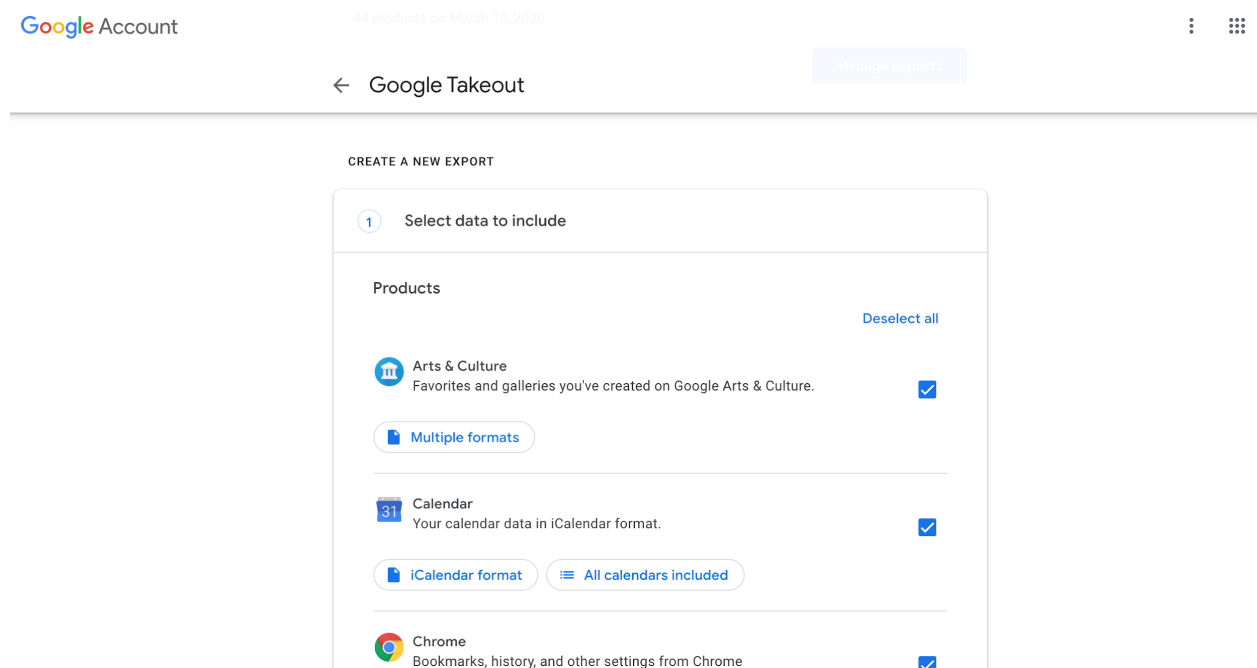 44 products on March 13, 2020
Google Account
Manage exports
Google Takeout
CREATE A NEW EXPORT
1 Select data to include
Products
Deselect all
Arts & Culture
Favorites and galleries you've created on Google Arts & Culture.
Multiple formats
31
Calendar
Your calendar data in iCalendar format.
iCalendar format
All calendars included
Chrome
Bookmarks, history, and other settings from Chrome